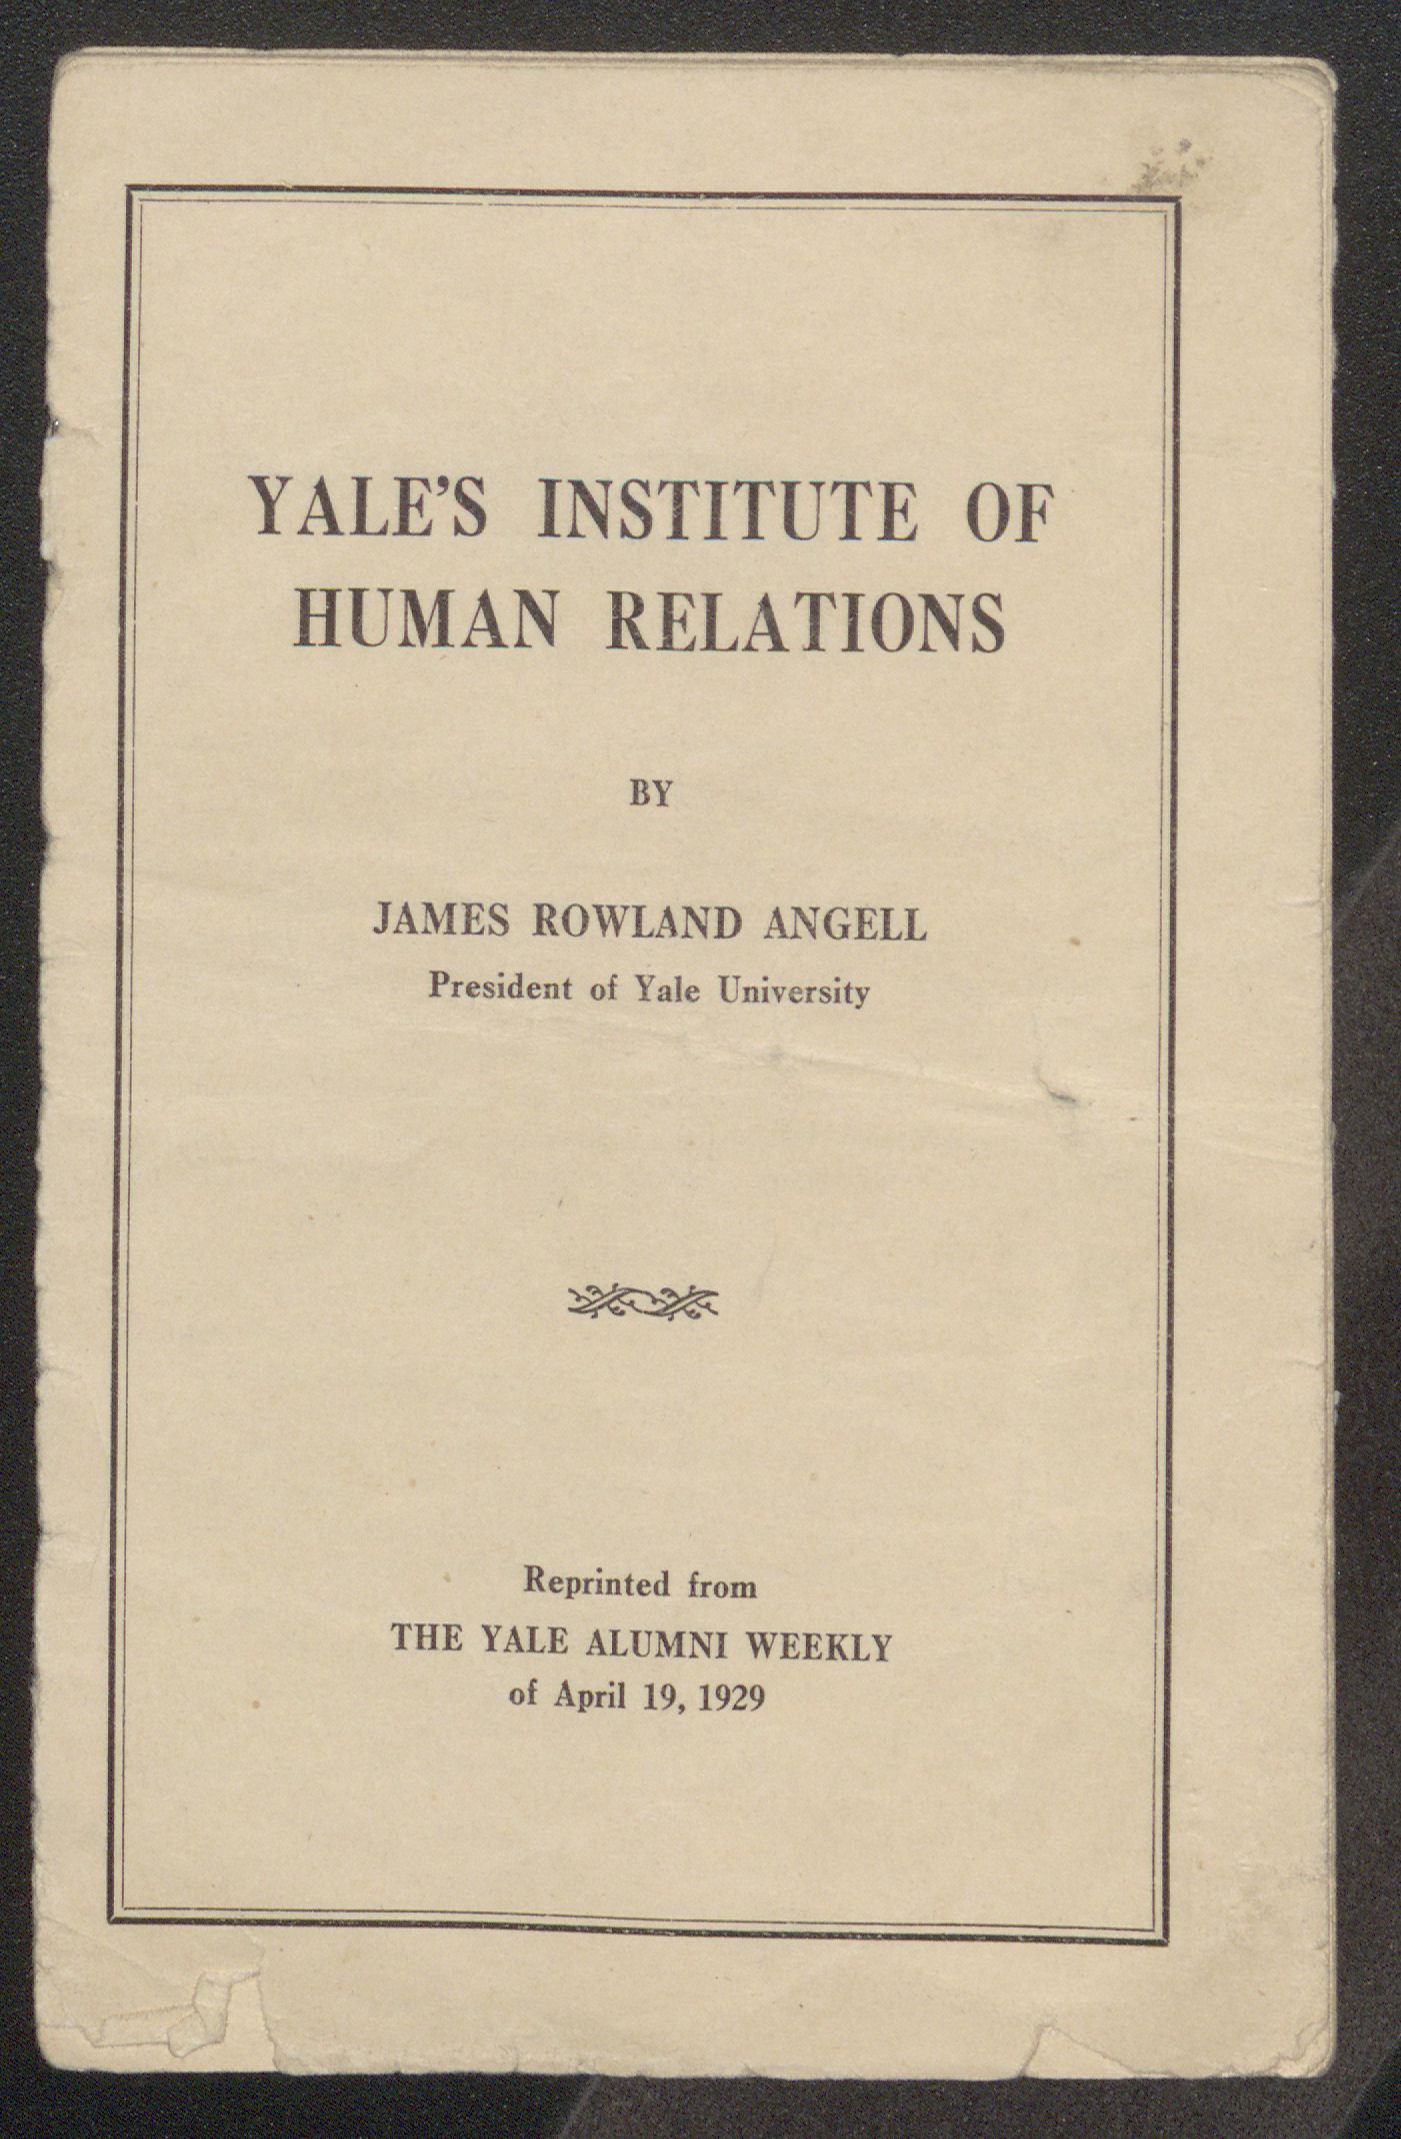 YALE'S INSTITUTE OF
HUMAN RELATIONS
BY
JAMES ROWLAND ANGELL
President of Yale University
Reprinted from
THE YALE ALUMNI WEEKLY
of April 19, 1929